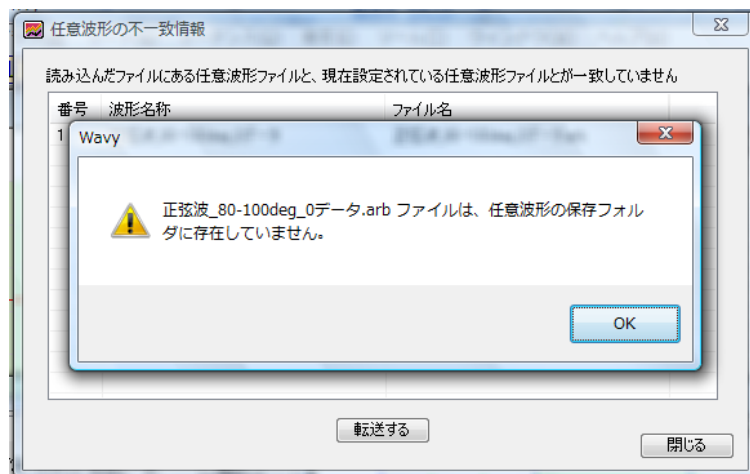 任意波形の不一致情報
読み込んだファイルにある任意波形ファイルと、現在設定されている任意波形ファイルとが一致していません
番号 波形名称 ファイル名
1
Wavy
正弦波_80-100deg_0データ.arb ファイルは、任意波形の保存フォル
ダに存在していません。
OK
転送する
閉じる